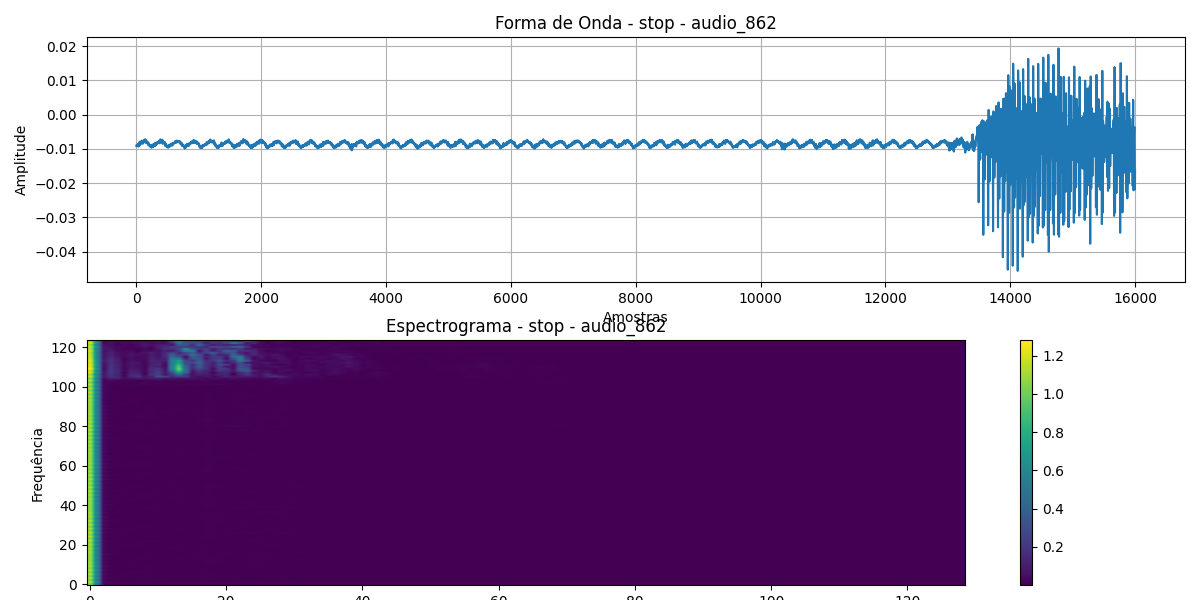 Forma de Onda - stop - audio_862
0.02
0.01
0.00
−0.01
−0.02
−0.03
−0.04
Amplitude
0 2000 4000 6000 8000 10000 12000 14000 16000
Amostras
Espectrograma - stop - audio_862
120
100
80
60
40
20
0
Frequência
0 20 40 60 80 100 120
1.2
1.0
0.8
0.6
0.4
0.2